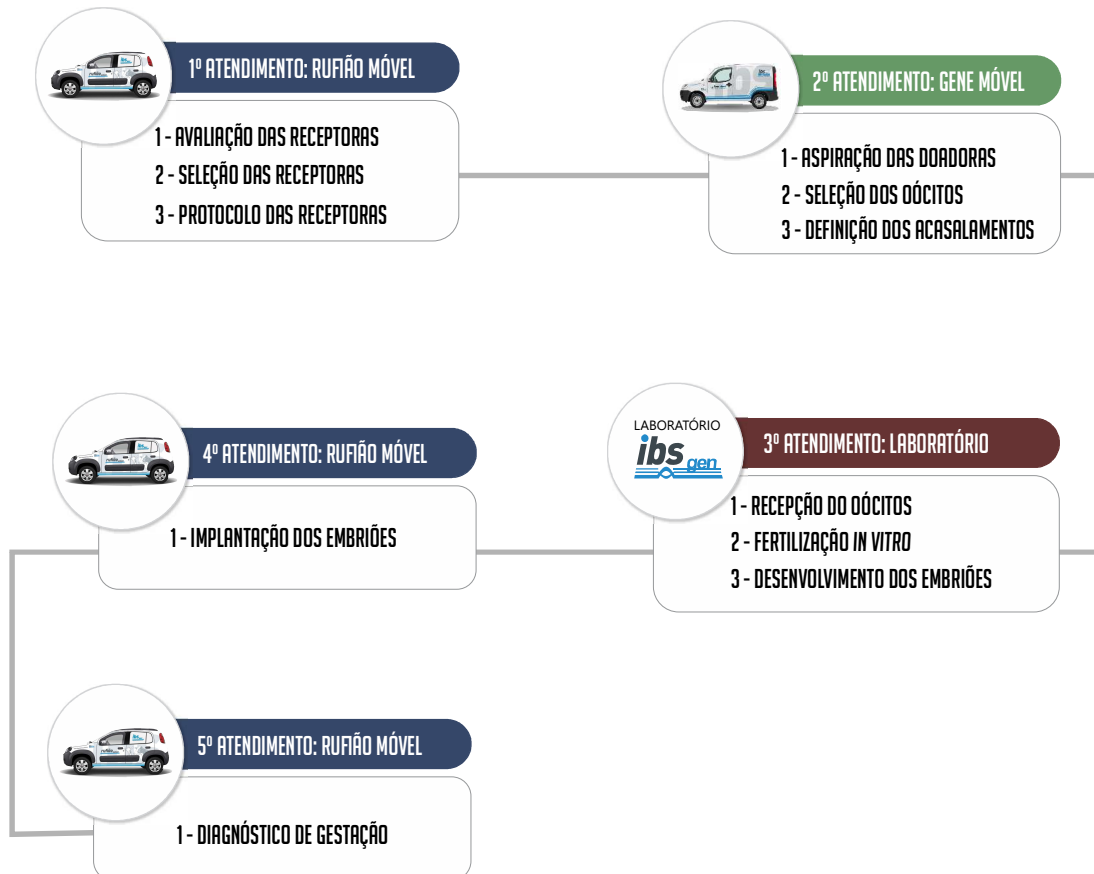 1º ATENDIMENTO: RUFIÃO MÓVEL
1 - AVALIAÇÃO DAS RECEPTORAS
2 - SELEÇÃO DAS RECEPTORAS
3 - PROTOCOLO DAS RECEPTORAS
2º ATENDIMENTO: GENE MÓVEL
1 - ASPIRAÇÃO DAS DOADORAS
2 - SELEÇÃO DOS OÓCITOS
3 - DEFINIÇÃO DOS ACASALAMENTOS
LABORATÓRIO
ibs gen
3º ATENDIMENTO: LABORATÓRIO
1 - RECEPÇÃO DO OÓCITOS
2 - FERTILIZAÇÃO IN VITRO
3 - DESENVOLVIMENTO DOS EMBRIÕES
4º ATENDIMENTO: RUFIÃO MÓVEL
1 - IMPLANTAÇÃO DOS EMBRIÕES
5º ATENDIMENTO: RUFIÃO MÓVEL
1 - DIAGNÓSTICO DE GESTAÇÃO